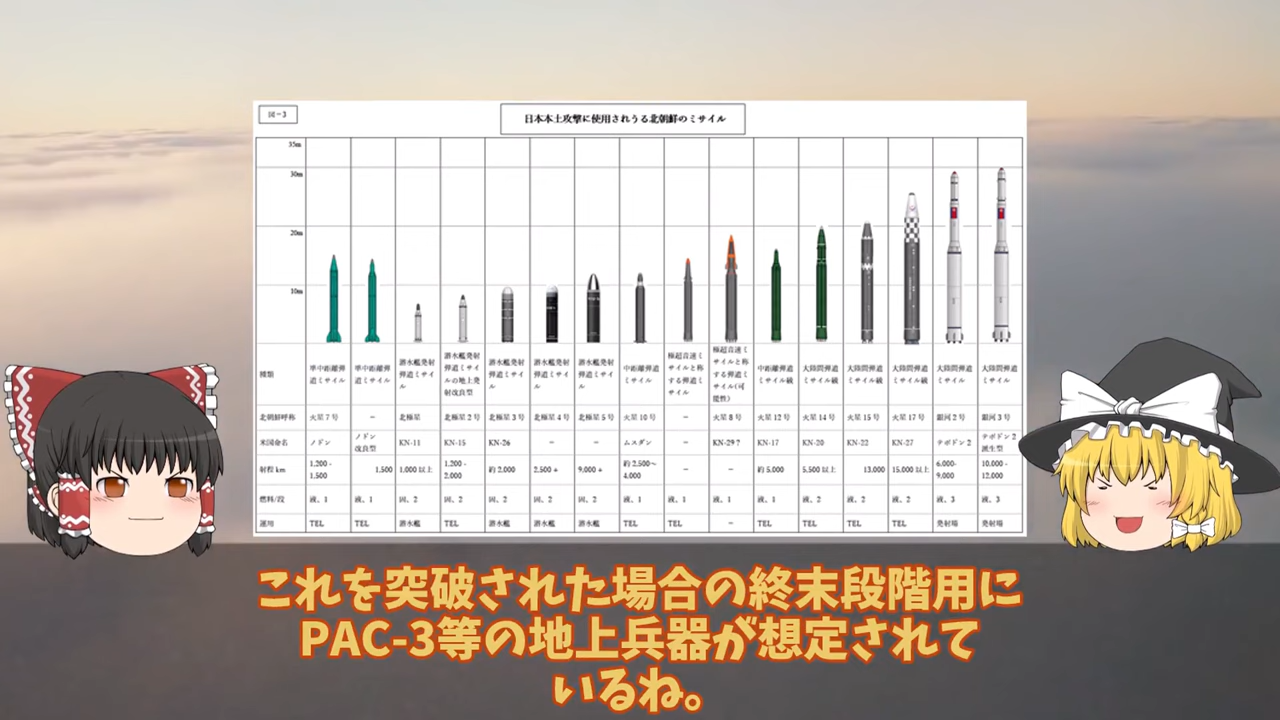 図－3
日本本土攻撃に使用されうる北朝鮮のミサイル
35m
30m
20m
10m
種類 準中距離弾道ミサイル 準中距離弾道ミサイル 潜水艦発射弾道ミサイル 潜水艦発射弾道ミサイルの地上発射改良型 潜水艦発射弾道ミサイル 潜水艦発射弾道ミサイル 潜水艦発射弾道ミサイル 中距離弾道ミサイル 極超音速ミサイルと称する弾道ミサイル 極超音速ミサイルと称する弾道ミサイル(可能性) 中距離弾道ミサイル級 大陸間弾道ミサイル級 大陸間弾道ミサイル級 大陸間弾道ミサイル級 大陸間弾道ミサイル 大陸間弾道ミサイル
北朝鮮呼称 火星7号 － 北極星 北極星2号 北極星3号 北極星4号 北極星5号 火星10号 － 火星8号 火星12号 火星14号 火星15号 火星17号 銀河2号 銀河3号
米国命名 ノドン ノドン改良型 KN-11 KN-15 KN-26 － － ムスダン － KN-29？ KN-17 KN-20 KN-22 KN-27 テポドン2 テポドン2派生型
射程km 1,200 - 1,500 1,500 1,000以上 1,200 - 2,000 約2,000 2,500＋ 9,000＋ 約2,500~4,000 － － 約5,000 5,500以上 13,000 15,000以上 6,000-9,000 10,000-12,000
燃料/段 液、1 液、1 固、2 固、2 固、2 固、2 固、2 液、1 液、1 液、1 液、1 液、2 液、2 液、2 液、3 液、3
運用 TEL TEL 潜水艦 TEL 潜水艦 潜水艦 潜水艦 TEL TEL － TEL TEL TEL TEL 発射場 発射場
これを突破された場合の終末段階用に
PAC-3等の地上兵器が想定されて
いるね。